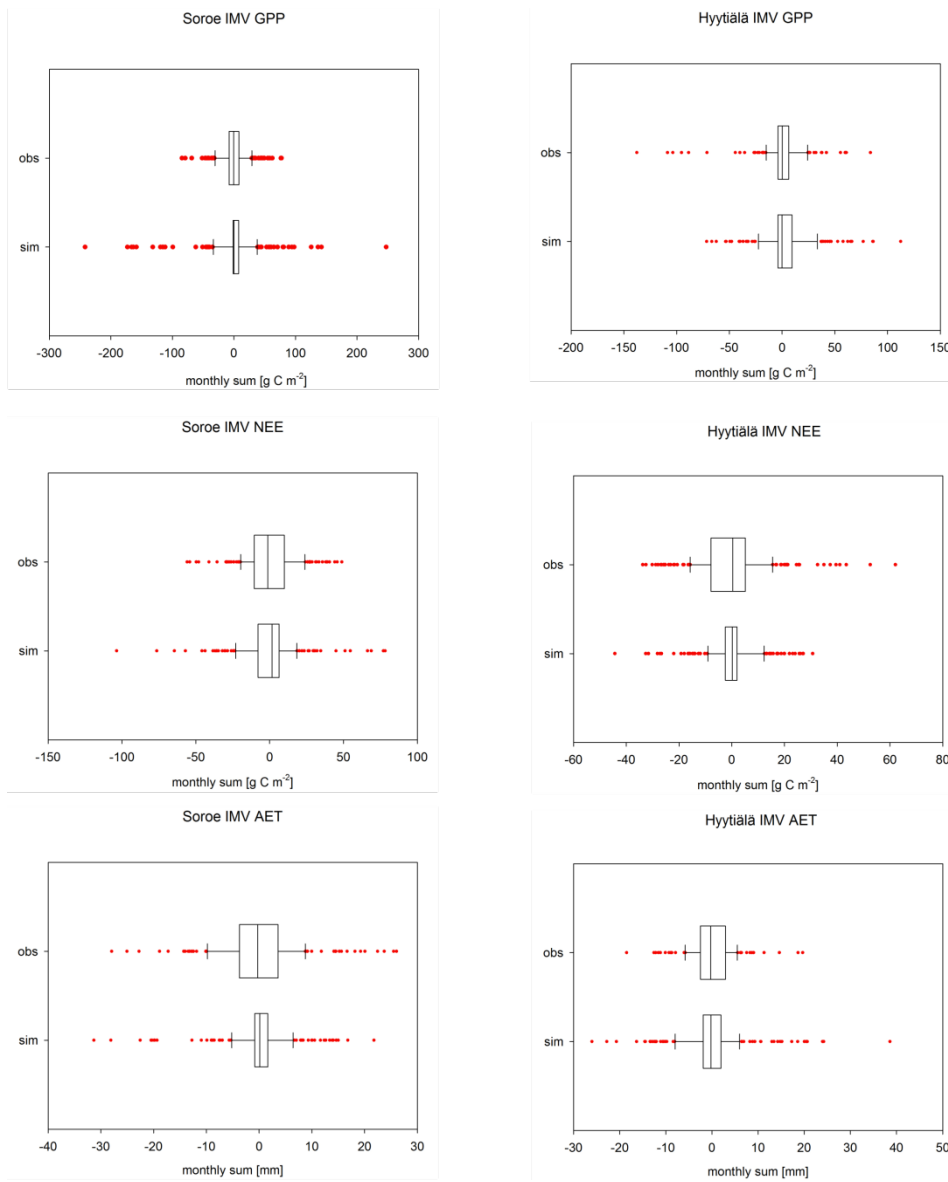 Soroe IMV GPP
obs
sim
-300 -200 -100 0 100 200 300
monthly sum [g C m⁻²]
Hyytiälä IMV GPP
obs
sim
-200 -150 -100 -50 0 50 100 150
monthly sum [g C m⁻²]
Soroe IMV NEE
obs
sim
-150 -100 -50 0 50 100
monthly sum [g C m⁻²]
Hyytiälä IMV NEE
obs
sim
-60 -40 -20 0 20 40 60 80
monthly sum [g C m⁻²]
Soroe IMV AET
obs
sim
-40 -30 -20 -10 0 10 20 30
monthly sum [mm]
Hyytiälä IMV AET
obs
sim
-30 -20 -10 0 10 20 30 40 50
monthly sum [mm]